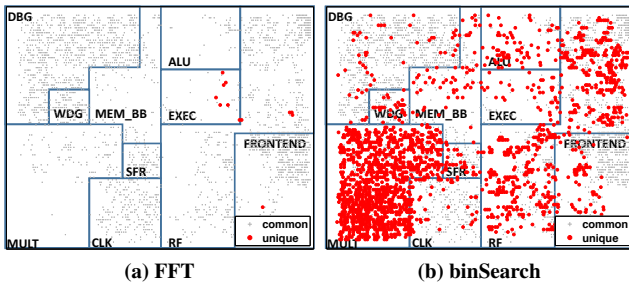 DBG
ALU
WDG
MEM_BB
EXEC
FRONTEND
SFR
MULT
CLK
RF
common
unique
(a) FFT
DBG
ALU
WDG
MEM_BB
EXEC
FRONTEND
SFR
MULT
CLK
RF
common
unique
(b) binSearch